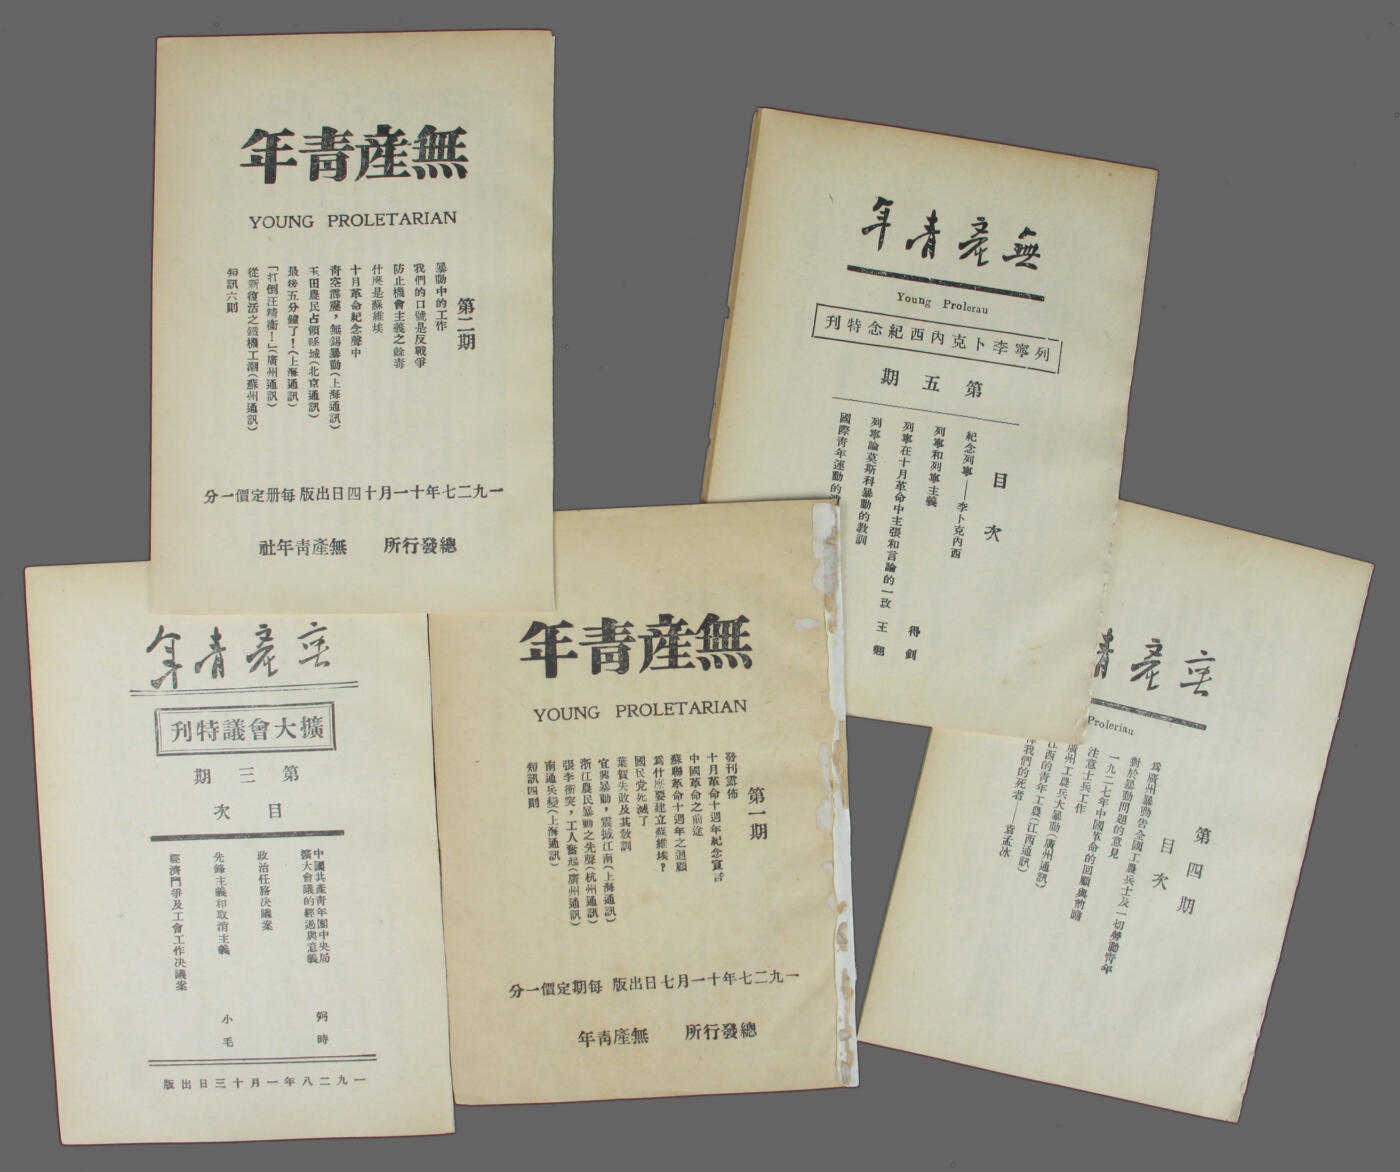 無產青年
YOUNG PROLETARIAN
第二期
暴動中的工作
我們的口號是反戰爭
防止機會主義之餘毒
什麼是蘇維埃
十月革命紀念聲中
青空霹靂，無錫暴動(上海通訊)
玉田農民占領縣城(北京通訊)
最後五分鐘了！(上海通訊)
「打倒汪精衛！」(廣州通訊)
從新復活之鐵機工潮(蘇州通訊)
短訊六則
一九二七年十一月十四日出版每册定價一分
總發行所 無產青年社
無產青年
Young Prolerau
列寧李卜克內西紀念特刊
第五期
目次
紀念列寧——李卜克內西
列寧和列寧主義
列寧在十月革命中主張和言論的一致 得釗
列寧論莫斯科暴動的教訓 王翹
國際青年運動的
無產青年
擴大會議特刊
第三期
目次
中國共產青年團中央局
擴大會議的經過與意義 弼時
政治任務決議案
先鋒主義和取消主義 小毛
經濟鬥爭及工會工作決議案
一九二八年一月十三日出版
無產青年
YOUNG PROLETARIAN
第一期
發刊露佈
十月革命十週年紀念宣言
中國革命之前途
蘇聯革命十週年之迴顧
爲什麼要建立蘇維埃？
國民党死滅了
葉賀失敗及其敎訓
宜興暴動，震撼江南(上海通訊)
浙江農民暴動之先聲(杭州通訊)
張李衝突，工人奮起(廣州通訊)
南通兵變(上海通訊)
短訊四則
一九二七年十一月七日出版 每期定價一分
總發行所 無產青年
無產青
Proleriau
第四期
目次
爲廣州暴動告全國工農兵士及一切勞動青年
對於暴動問題的意見
一九二七年中國革命的回顧與前瞻
注意士兵工作
廣州工農兵大暴動(廣州通訊)
江西的青年工農(江西通訊)
我們的死者——袁孟冰